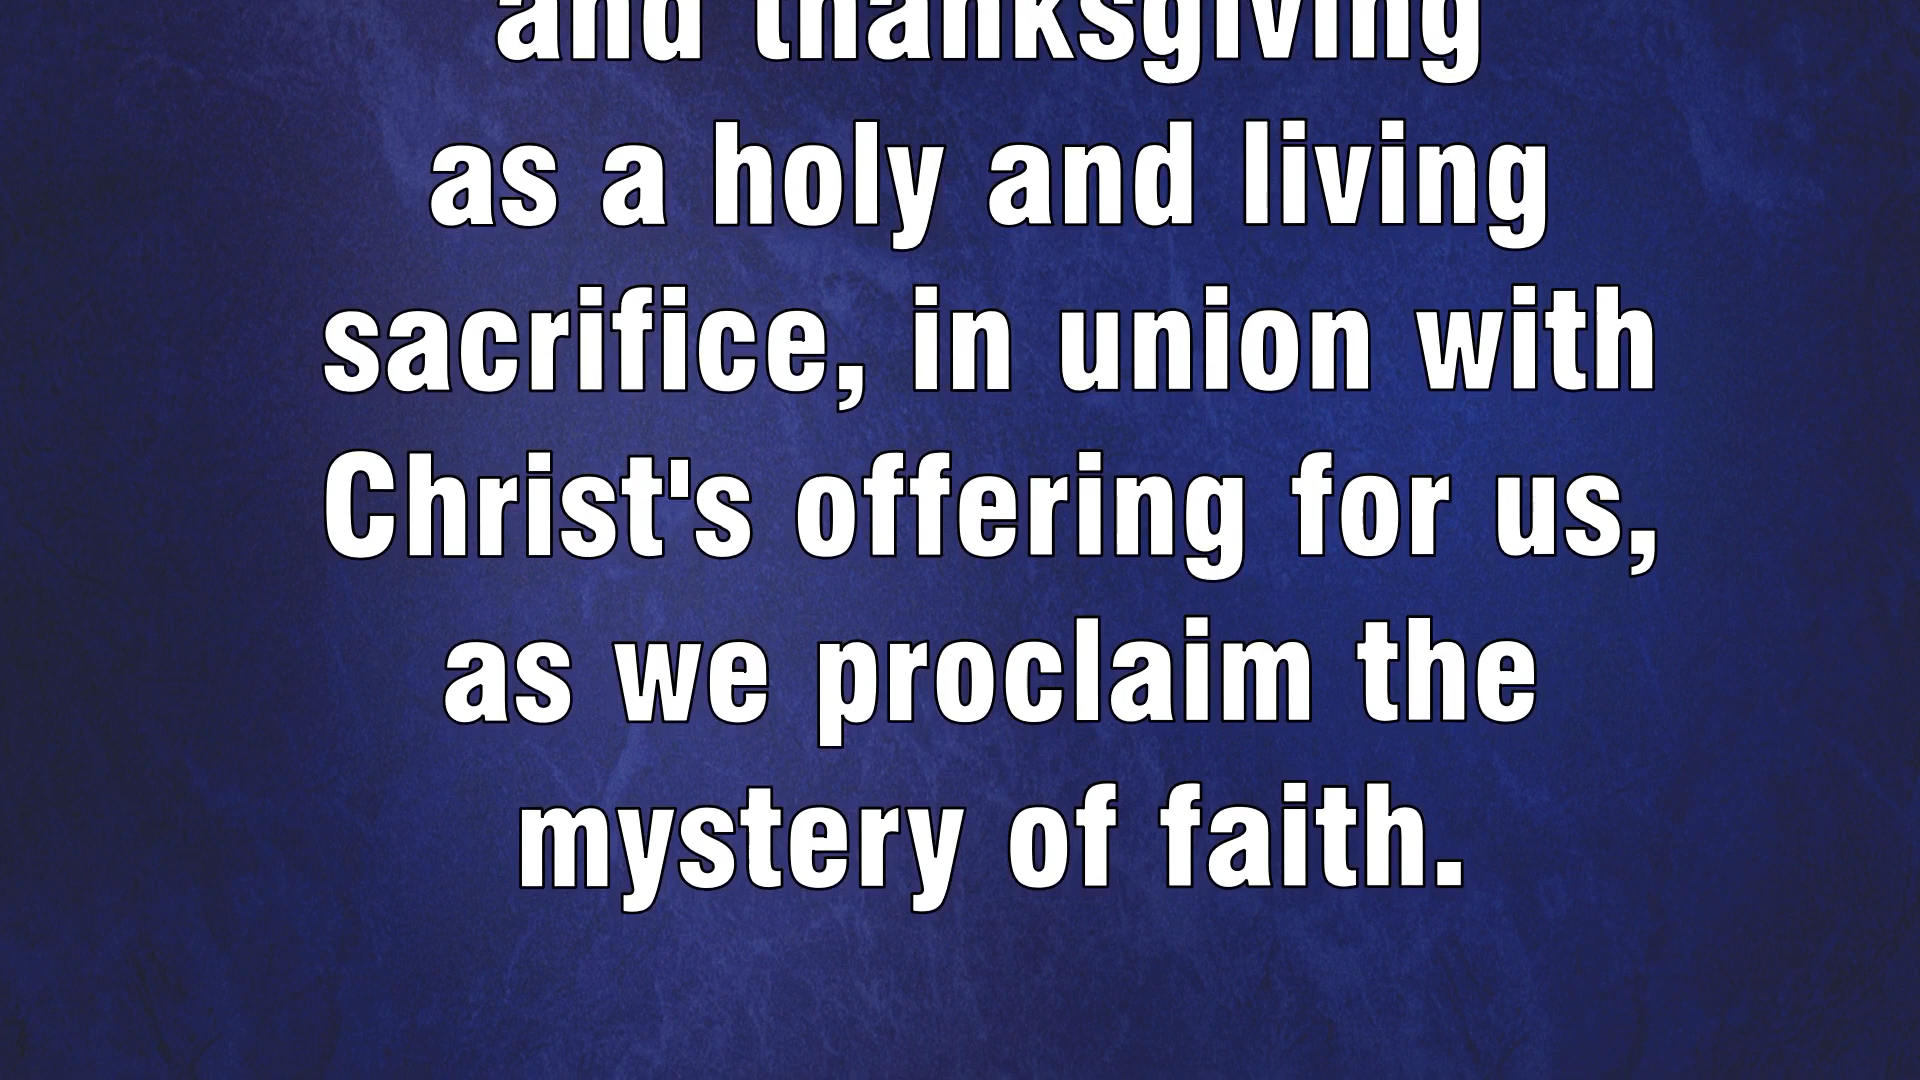 and thanksgiving
as a holy and living
sacrifice, in union with
Christ's offering for us,
as we proclaim the
mystery of faith.